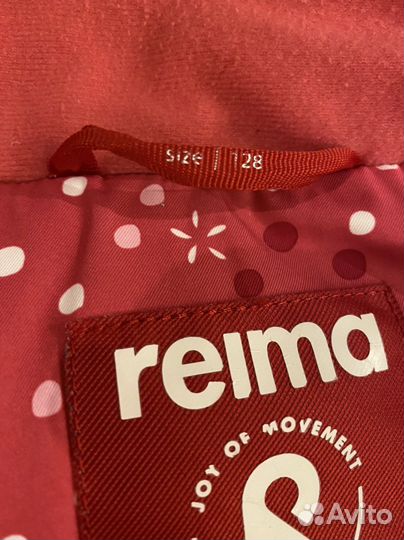 SIZE 128
reima
JOY OF MOVEMENT
Avito